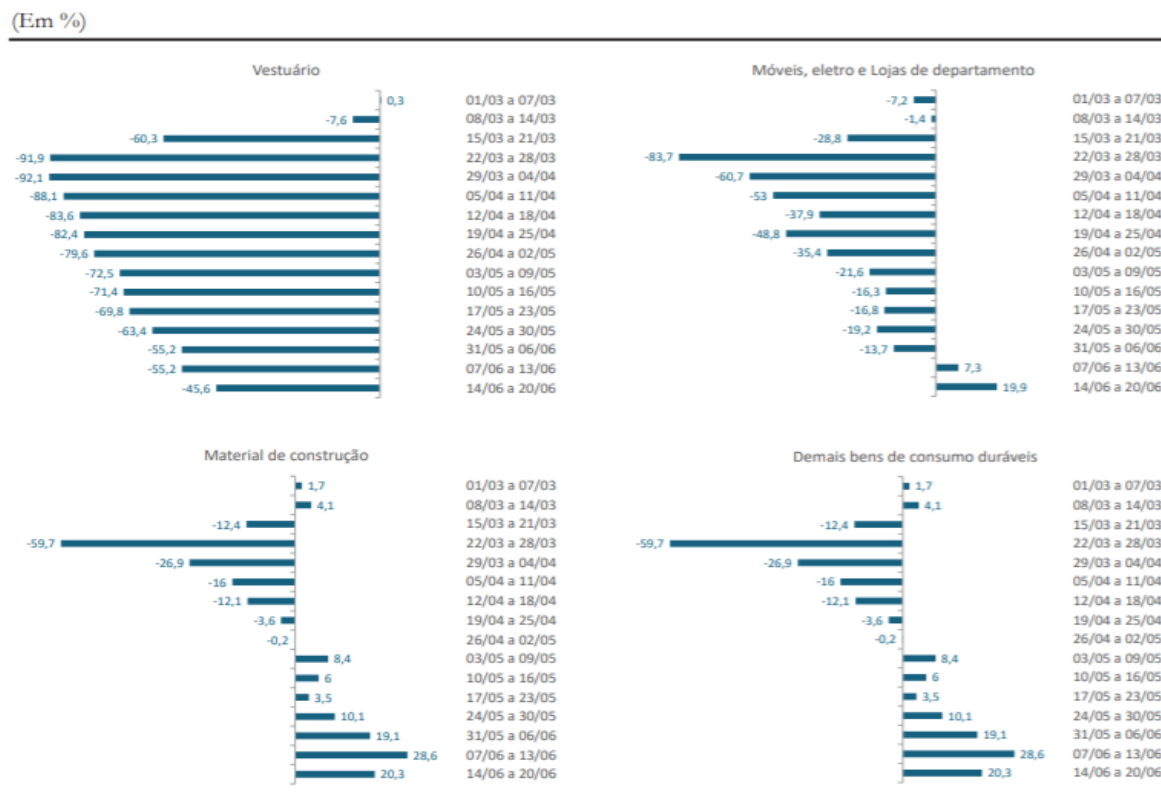 (Em %)
Vestuário
0,3 01/03 a 07/03
-7,6 08/03 a 14/03
-60,3 15/03 a 21/03
-91,9 22/03 a 28/03
-92,1 29/03 a 04/04
-88,1 05/04 a 11/04
-83,6 12/04 a 18/04
-82,4 19/04 a 25/04
-79,6 26/04 a 02/05
-72,5 03/05 a 09/05
-71,4 10/05 a 16/05
-69,8 17/05 a 23/05
-63,4 24/05 a 30/05
-55,2 31/05 a 06/06
-55,2 07/06 a 13/06
-45,6 14/06 a 20/06
Móveis, eletro e Lojas de departamento
-7,2 01/03 a 07/03
-1,4 08/03 a 14/03
-28,8 15/03 a 21/03
-83,7 22/03 a 28/03
-60,7 29/03 a 04/04
-53 05/04 a 11/04
-37,9 12/04 a 18/04
-48,8 19/04 a 25/04
-35,4 26/04 a 02/05
-21,6 03/05 a 09/05
-16,3 10/05 a 16/05
-16,8 17/05 a 23/05
-19,2 24/05 a 30/05
-13,7 31/05 a 06/06
7,3 07/06 a 13/06
19,9 14/06 a 20/06
Material de construção
1,7 01/03 a 07/03
4,1 08/03 a 14/03
-12,4 15/03 a 21/03
-59,7 22/03 a 28/03
-26,9 29/03 a 04/04
-16 05/04 a 11/04
-12,1 12/04 a 18/04
-3,6 19/04 a 25/04
-0,2 26/04 a 02/05
8,4 03/05 a 09/05
6 10/05 a 16/05
3,5 17/05 a 23/05
10,1 24/05 a 30/05
19,1 31/05 a 06/06
28,6 07/06 a 13/06
20,3 14/06 a 20/06
Demais bens de consumo duráveis
1,7 01/03 a 07/03
4,1 08/03 a 14/03
-12,4 15/03 a 21/03
-59,7 22/03 a 28/03
-26,9 29/03 a 04/04
-16 05/04 a 11/04
-12,1 12/04 a 18/04
-3,6 19/04 a 25/04
-0,2 26/04 a 02/05
8,4 03/05 a 09/05
6 10/05 a 16/05
3,5 17/05 a 23/05
10,1 24/05 a 30/05
19,1 31/05 a 06/06
28,6 07/06 a 13/06
20,3 14/06 a 20/06